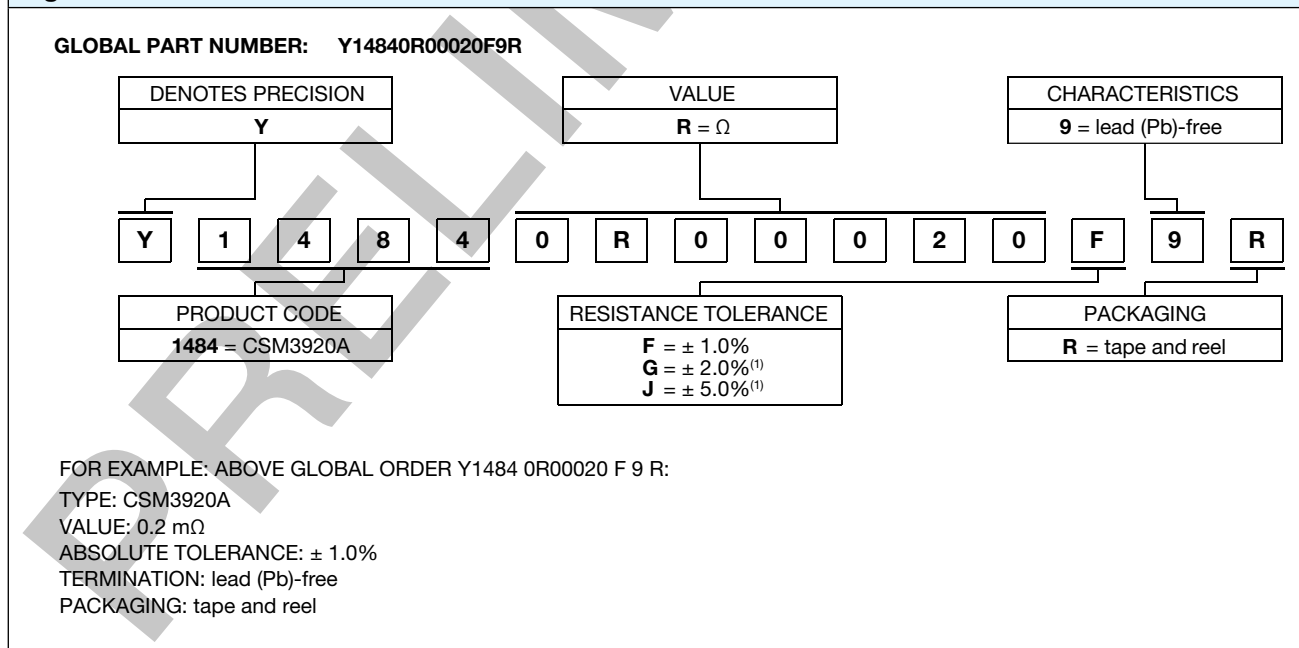 GLOBAL PART NUMBER: Y14840R00020F9R
DENOTES PRECISION
Y
VALUE
R = Ω
CHARACTERISTICS
9 = lead (Pb)-free
Y 1 4 8 4 0 R 0 0 0 2 0 F 9 R
PRODUCT CODE
1484 = CSM3920A
RESISTANCE TOLERANCE
F = ± 1.0%
G = ± 2.0%(1)
J = ± 5.0%(1)
PACKAGING
R = tape and reel
FOR EXAMPLE: ABOVE GLOBAL ORDER Y1484 0R00020 F 9 R:
TYPE: CSM3920A
VALUE: 0.2 mΩ
ABSOLUTE TOLERANCE: ± 1.0%
TERMINATION: lead (Pb)-free
PACKAGING: tape and reel
PRELI